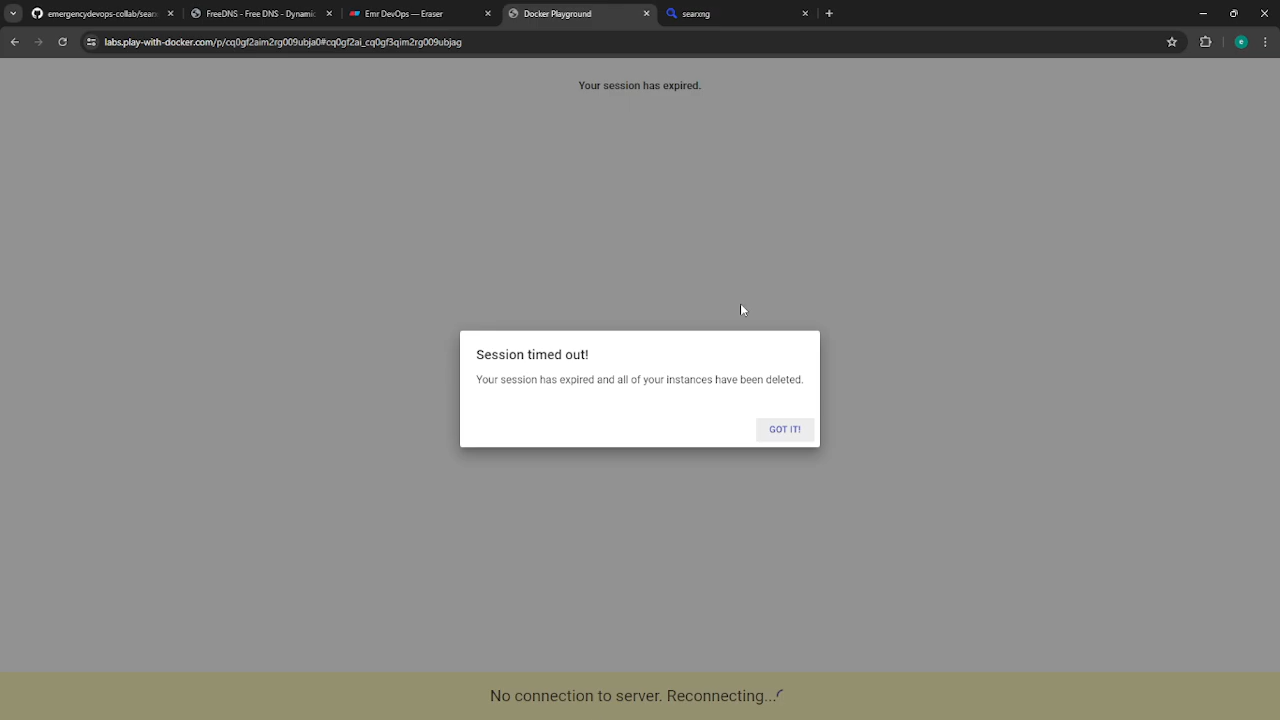 emergencydevops-collab/sear
FreeDNS - Free DNS - Dynamic
Emr DevOps — Eraser
Docker Playground
searxng
labs.play-with-docker.com/p/cq0gf2aim2rg009ubja0#cq0gf2ai_cq0gf3qim2rg009ubjag
e
Your session has expired.
Session timed out!
Your session has expired and all of your instances have been deleted.
GOT IT!
No connection to server. Reconnecting...